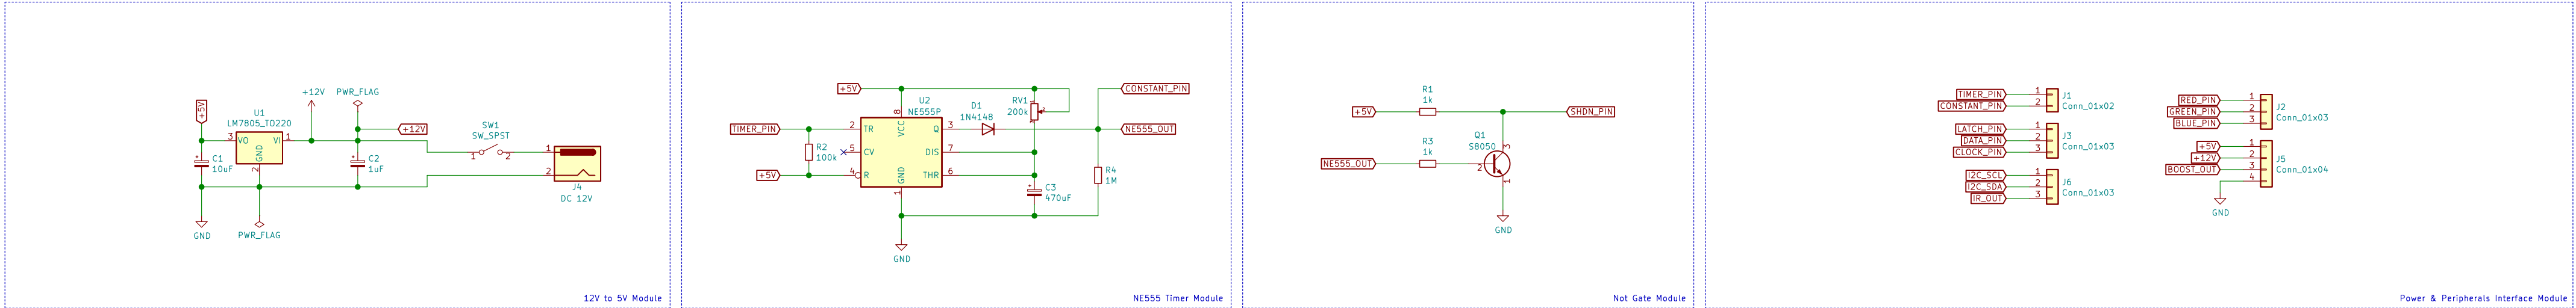 +5V
U1
LM7805_TO220
3
VO
VI
1
GND
2
C1
10uF
GND
PWR_FLAG
+12V
PWR_FLAG
+12V
C2
1uF
SW1
SW_SPST
1
2
1
2
J4
DC 12V
12V to 5V Module
+5V
TIMER_PIN
R2
100k
+5V
U2
NE555P
8
VCC
2
TR
5
CV
4
R
Q
3
DIS
7
THR
6
GND
1
GND
D1
1N4148
RV1
200k
2
C3
470uF
R4
1M
CONSTANT_PIN
NE555_OUT
NE555 Timer Module
+5V
R1
1k
NE555_OUT
R3
1k
Q1
S8050
3
2
1
SHDN_PIN
GND
Not Gate Module
TIMER_PIN
1
CONSTANT_PIN
2
J1
Conn_01x02
LATCH_PIN
1
DATA_PIN
2
CLOCK_PIN
3
J3
Conn_01x03
I2C_SCL
1
I2C_SDA
2
IR_OUT
3
J6
Conn_01x03
RED_PIN
1
GREEN_PIN
2
BLUE_PIN
3
J2
Conn_01x03
+5V
1
+12V
2
BOOST_OUT
3
4
J5
Conn_01x04
GND
Power & Peripherals Interface Module